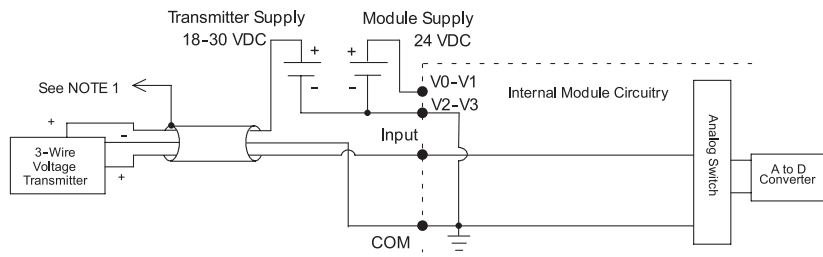 Transmitter Supply
18-30 VDC
Module Supply
24 VDC
+
-
+
-
V0-V1
V2-V3
Internal Module Circuitry
See NOTE 1
+
-
+
3-Wire
Voltage
Transmitter
Input
COM
Analog Switch
A to D
Converter